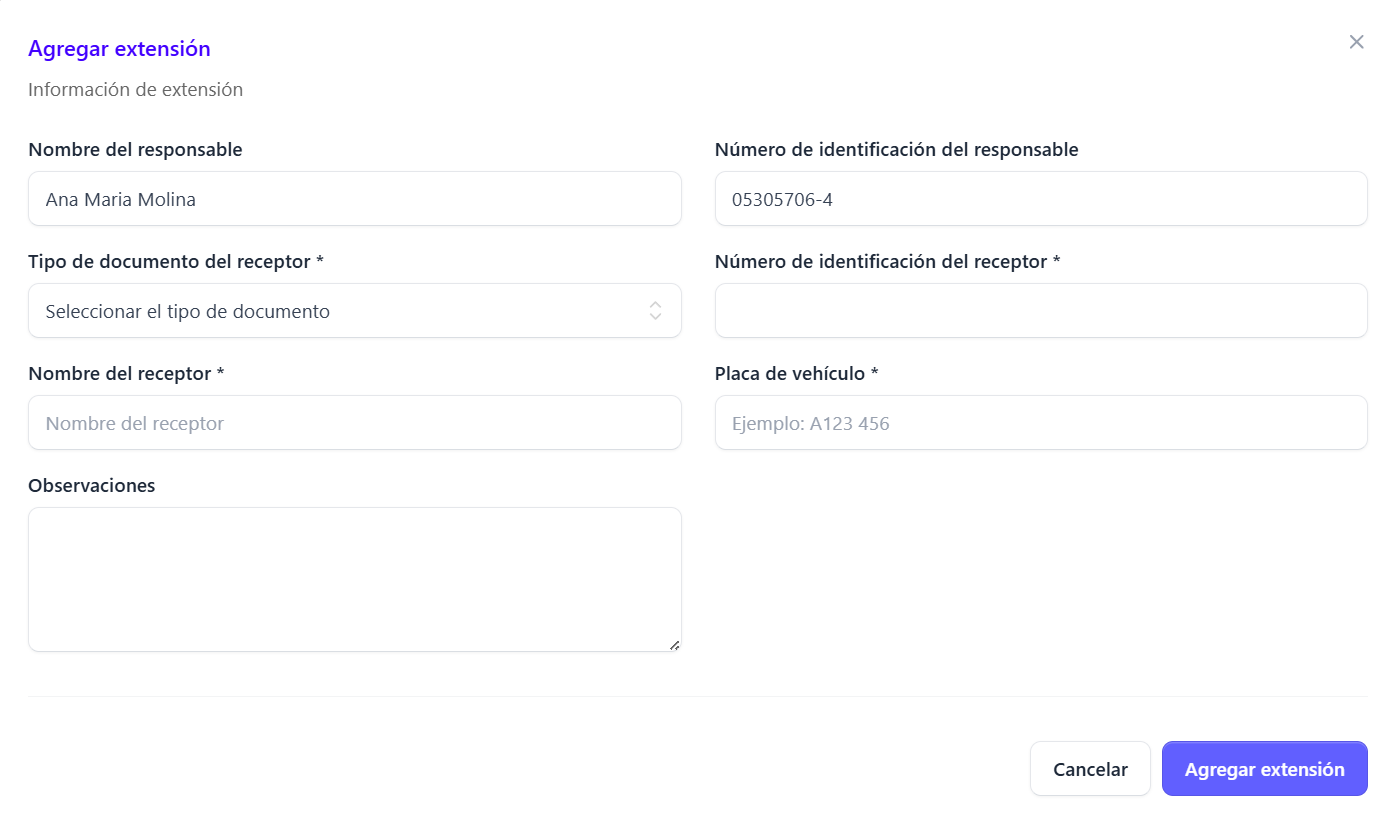 Agregar extensión
Información de extensión
Nombre del responsable
Número de identificación del responsable
Ana Maria Molina
05305706-4
Tipo de documento del receptor *
Número de identificación del receptor *
Seleccionar el tipo de documento
Nombre del receptor *
Placa de vehículo *
Nombre del receptor
Ejemplo: A123 456
Observaciones
Cancelar
Agregar extensión